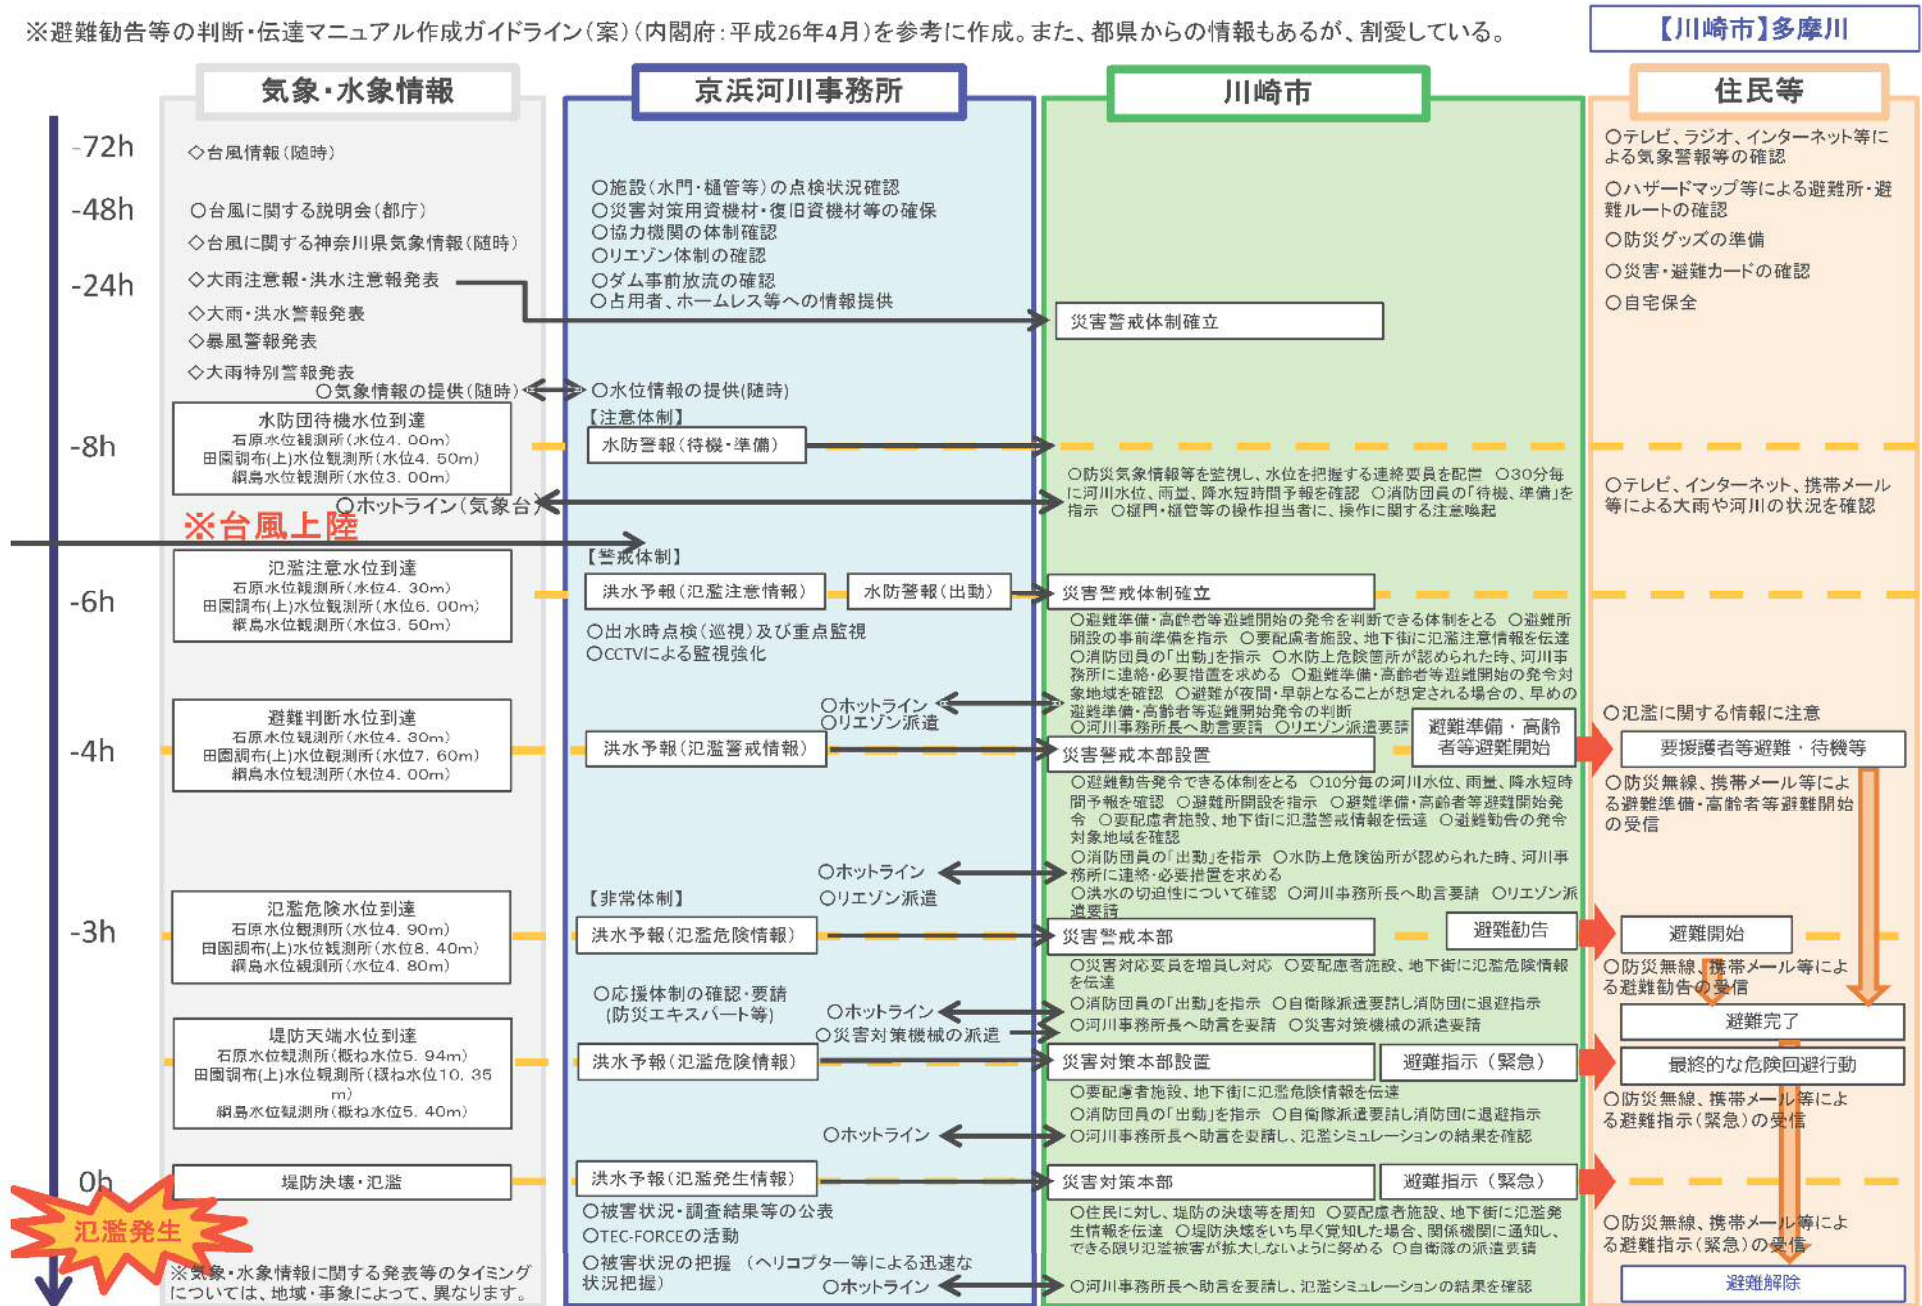 ※避難勧告等の判断・伝達マニュアル作成ガイドライン(案)(内閣府:平成26年4月)を参考に作成。また、都県からの情報もあるが、割愛している。
【川崎市】多摩川
-72h
-48h
-24h
-8h
-6h
-4h
-3h
0h
氾濫発生
気象・水象情報
◇台風情報(随時)
○台風に関する説明会(都庁)
◇台風に関する神奈川県気象情報(随時)
◇大雨注意報・洪水注意報発表
◇大雨・洪水警報発表
◇暴風警報発表
◇大雨特別警報発表
○気象情報の提供(随時)
水防団待機水位到達
石原水位観測所(水位4.00m)
田園調布(上)水位観測所(水位4.50m)
綱島水位観測所(水位3.00m)
○ホットライン(気象台)
※台風上陸
氾濫注意水位到達
石原水位観測所(水位4.30m)
田園調布(上)水位観測所(水位6.00m)
綱島水位観測所(水位3.50m)
避難判断水位到達
石原水位観測所(水位4.30m)
田園調布(上)水位観測所(水位7.60m)
綱島水位観測所(水位4.00m)
氾濫危険水位到達
石原水位観測所(水位4.90m)
田園調布(上)水位観測所(水位8.40m)
綱島水位観測所(水位4.80m)
堤防天端水位到達
石原水位観測所(概ね水位5.94m)
田園調布(上)水位観測所(概ね水位10.35
m)
綱島水位観測所(概ね水位5.40m)
堤防決壊・氾濫
※気象・水象情報に関する発表等のタイミング
については、地域・事象によって、異なります。
京浜河川事務所
○施設(水門・樋管等)の点検状況確認
○災害対策用資機材・復旧資機材等の確保
○協力機関の体制確認
○リエゾン体制の確認
○ダム事前放流の確認
○占用者、ホームレス等への情報提供
○水位情報の提供(随時)
【注意体制】
水防警報(待機・準備)
【警戒体制】
洪水予報(氾濫注意情報)
水防警報(出動)
○出水時点検(巡視)及び重点監視
○CCTVによる監視強化
○ホットライン
○リエゾン派遣
洪水予報(氾濫警戒情報)
○ホットライン
【非常体制】
○リエゾン派遣
洪水予報(氾濫危険情報)
○応援体制の確認・要請
(防災エキスパート等)
○ホットライン
○災害対策機械の派遣
洪水予報(氾濫危険情報)
○ホットライン
洪水予報(氾濫発生情報)
○被害状況・調査結果等の公表
○TEC-FORCEの活動
○被害状況の把握 (ヘリコプター等による迅速な
状況把握)
○ホットライン
川崎市
災害警戒体制確立
○防災気象情報等を監視し、水位を把握する連絡要員を配置 ○30分毎
に河川水位、雨量、降水短時間予報を確認 ○消防団員の「待機、準備」を
指示 ○樋門・樋管等の操作担当者に、操作に関する注意喚起
災害警戒体制確立
○避難準備・高齢者等避難開始の発令を判断できる体制をとる ○避難所
開設の事前準備を指示 ○要配慮者施設、地下街に氾濫注意情報を伝達
○消防団員の「出動」を指示 ○水防上危険箇所が認められた時、河川事
務所に連絡・必要措置を求める ○避難準備・高齢者等避難開始の発令対
象地域を確認 ○避難が夜間・早朝となることが想定される場合の、早めの
避難準備・高齢者等避難開始発令の判断
○河川事務所長へ助言要請 ○リエゾン派遣要請
避難準備・高齢
者等避難開始
災害警戒本部設置
○避難勧告発令できる体制をとる ○10分毎の河川水位、雨量、降水短時
間予報を確認 ○避難所開設を指示 ○避難準備・高齢者等避難開始発
令 ○要配慮者施設、地下街に氾濫警戒情報を伝達 ○避難勧告の発令
対象地域を確認
○消防団員の「出動」を指示 ○水防上危険箇所が認められた時、河川事
務所に連絡・必要措置を求める
○洪水の切迫性について確認 ○河川事務所長へ助言要請 ○リエゾン派
遣要請
災害警戒本部
避難勧告
○災害対応要員を増員し対応 ○要配慮者施設、地下街に氾濫危険情報
を伝達
○消防団員の「出動」を指示 ○自衛隊派遣要請し消防団に退避指示
○河川事務所長へ助言を要請 ○災害対策機械の派遣要請
災害対策本部設置
避難指示(緊急)
○要配慮者施設、地下街に氾濫危険情報を伝達
○消防団員の「出動」を指示 ○自衛隊派遣要請し消防団に退避指示
○河川事務所長へ助言を要請し、氾濫シミュレーションの結果を確認
災害対策本部
避難指示(緊急)
○住民に対し、堤防の決壊等を周知 ○要配慮者施設、地下街に氾濫発
生情報を伝達 ○堤防決壊をいち早く覚知した場合、関係機関に通知し、
できる限り氾濫被害が拡大しないように努める ○自衛隊の派遣要請
○河川事務所長へ助言を要請し、氾濫シミュレーションの結果を確認
住民等
○テレビ、ラジオ、インターネット等に
よる気象警報等の確認
○ハザードマップ等による避難所・避
難ルートの確認
○防災グッズの準備
○災害・避難カードの確認
○自宅保全
○テレビ、インターネット、携帯メール
等による大雨や河川の状況を確認
○氾濫に関する情報に注意
要援護者等避難・待機等
○防災無線、携帯メール等によ
る避難準備・高齢者等避難開始
の受信
避難開始
○防災無線、携帯メール等によ
る避難勧告の受信
避難完了
最終的な危険回避行動
○防災無線、携帯メール等によ
る避難指示(緊急)の受信
○防災無線、携帯メール等によ
る避難指示(緊急)の受信
避難解除